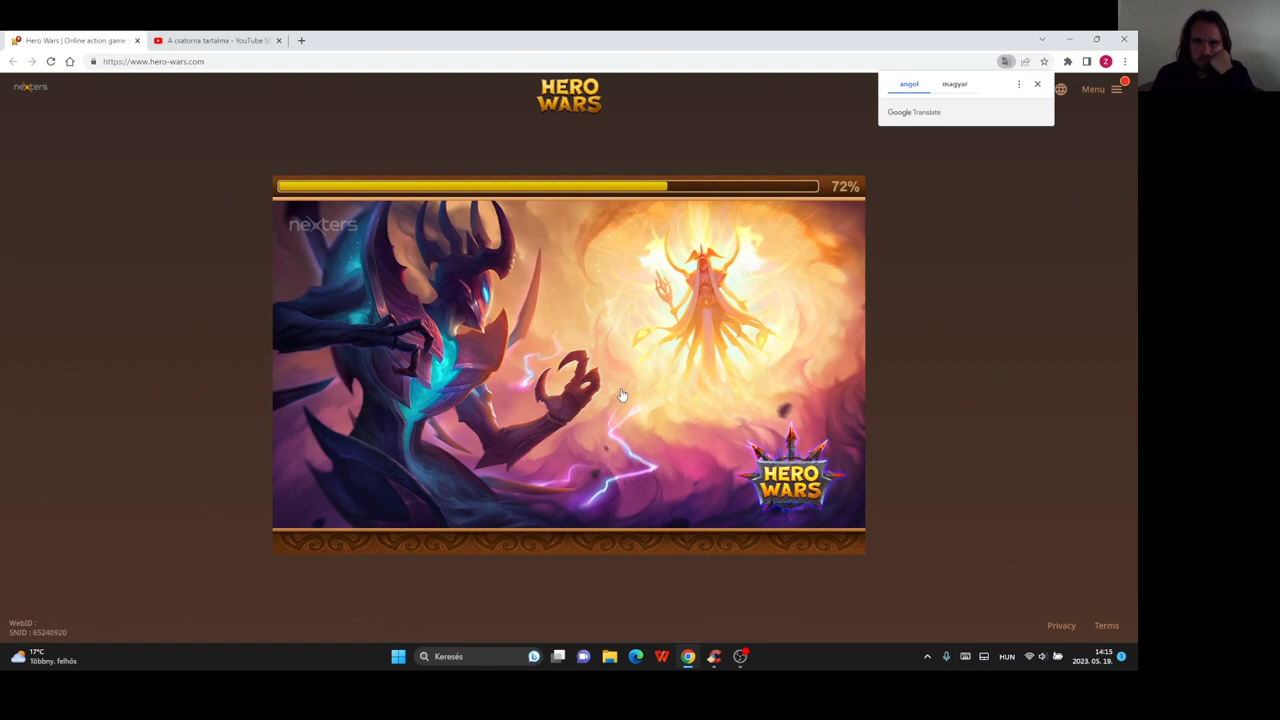 Hero Wars | Online action game
A csatorna tartalma - YouTube St
https://www.hero-wars.com
nexters
HERO
WARS
angol
magyar
Google Translate
Menu
72%
nexters
HERO
WARS
WebID :
SNID : 65240920
Privacy
Terms
17°C
Többny. felhős
Keresés
HUN
14:15
2023. 05. 19.